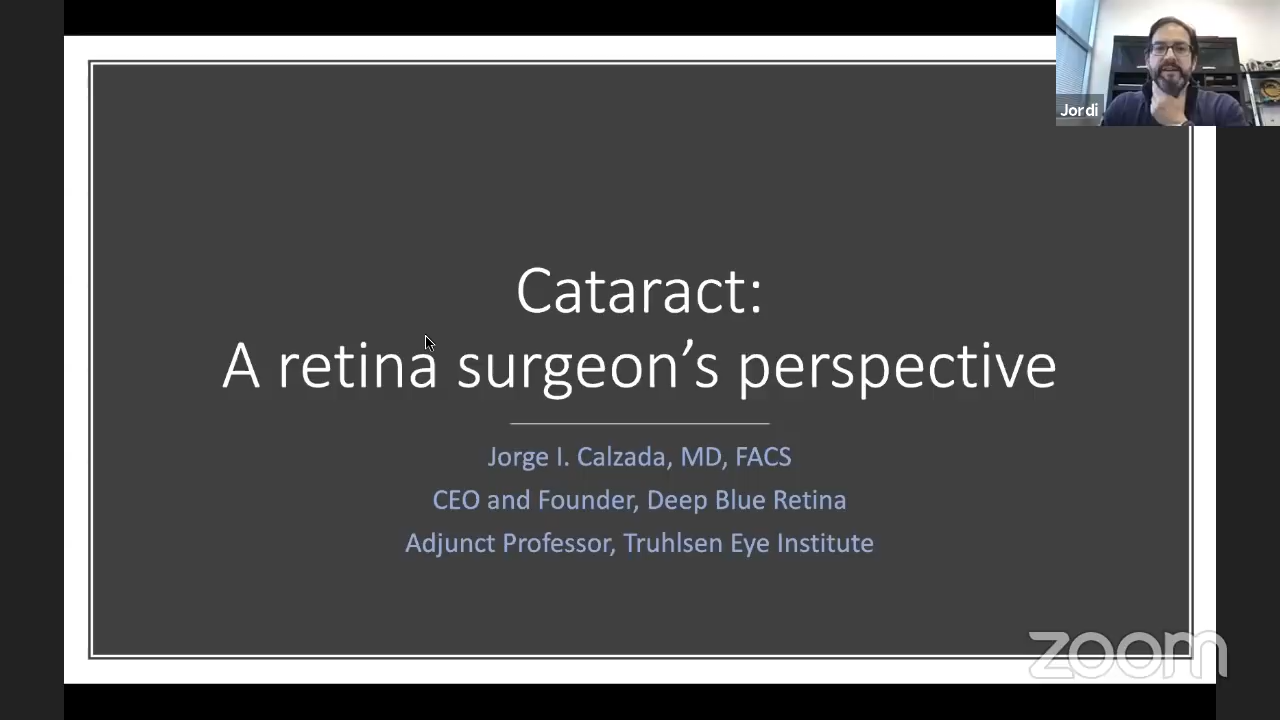 Jordi
Cataract:
A retina surgeon’s perspective
Jorge I. Calzada, MD, FACS
CEO and Founder, Deep Blue Retina
Adjunct Professor, Truhlsen Eye Institute
zoom